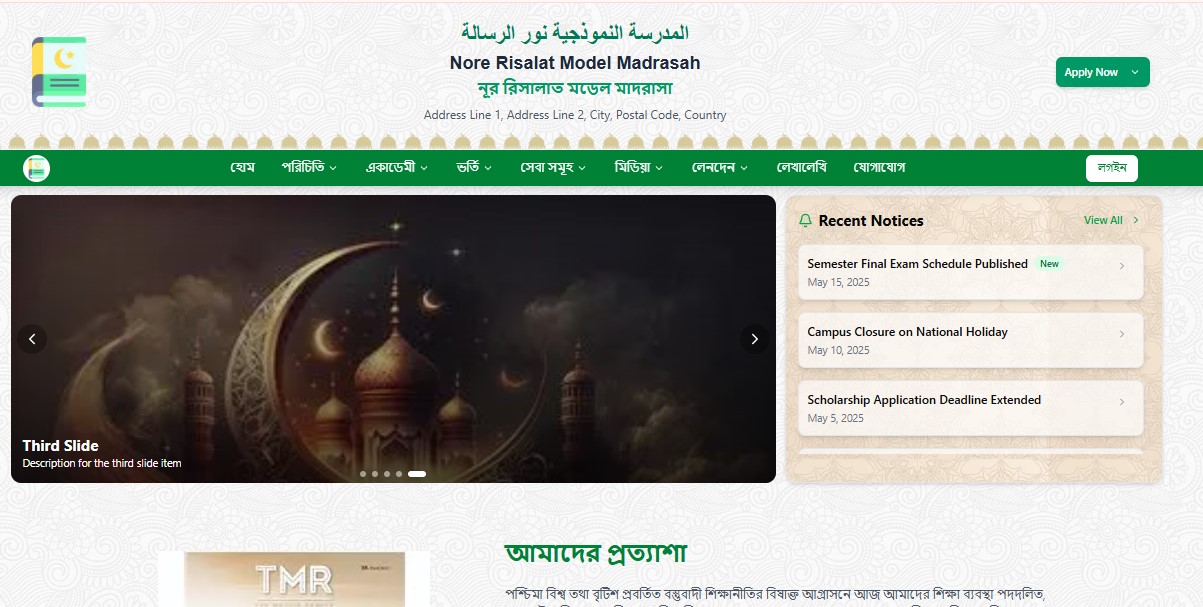 المدرسة النموذجية نور الرسالة
Nore Risalat Model Madrasah
নূর রিসালাত মডেল মাদরাসা
Address Line 1, Address Line 2, City, Postal Code, Country
Apply Now
হোম পরিচিতি একাডেমী ভর্তি সেবা সমূহ মিডিয়া লেনদেন লেখালেখি যোগাযোগ লগইন
Third Slide
Description for the third slide item
Recent Notices View All
Semester Final Exam Schedule Published New
May 15, 2025
Campus Closure on National Holiday
May 10, 2025
Scholarship Application Deadline Extended
May 5, 2025
TMR
আমাদের প্রত্যাশা
পশ্চিমা বিশ্ব তথা বৃটিশ প্রবর্তিত বস্তুবাদী শিক্ষানীতির বিষাক্ত আগ্রাসনে আজ আমাদের শিক্ষা ব্যবস্থা পদদলিত,